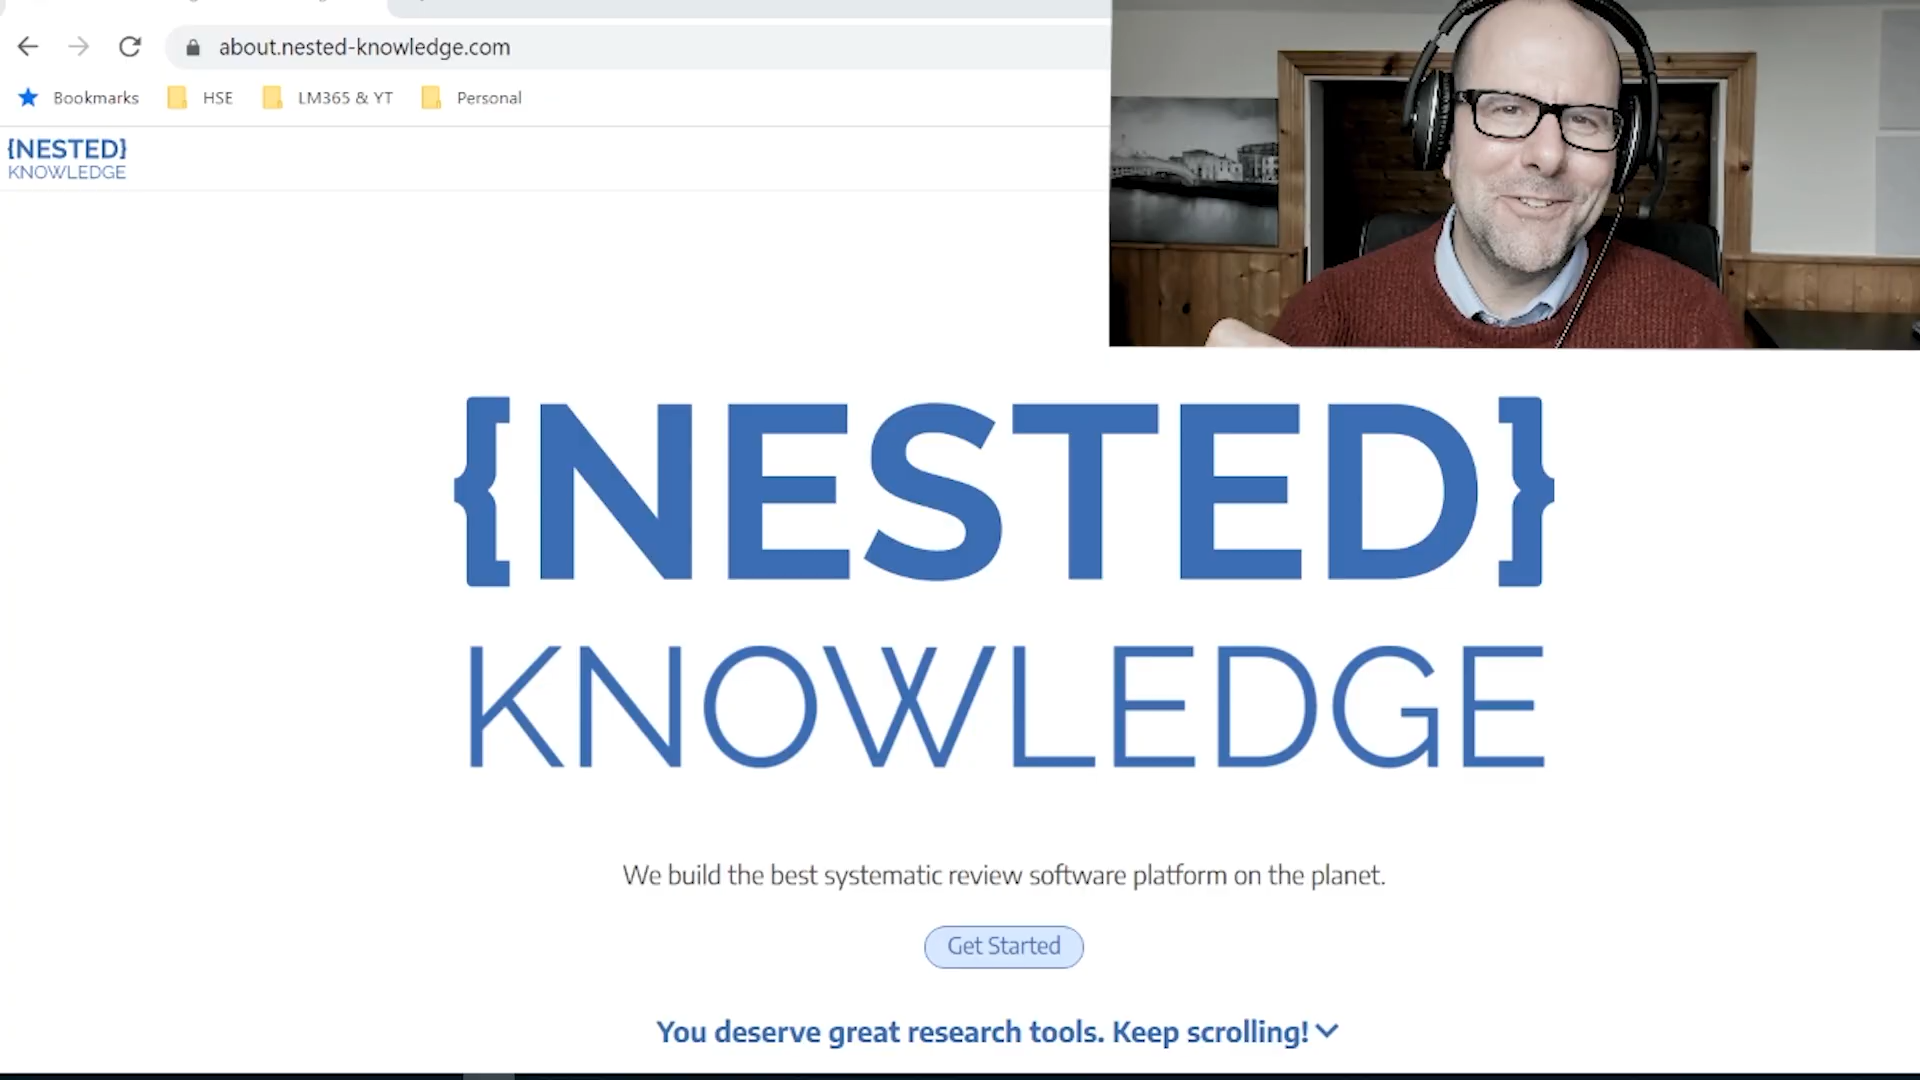 about.nested-knowledge.com
Bookmarks HSE LM365 & YT Personal
{NESTED}
KNOWLEDGE
{NESTED}
KNOWLEDGE
We build the best systematic review software platform on the planet.
Get Started
You deserve great research tools. Keep scrolling!